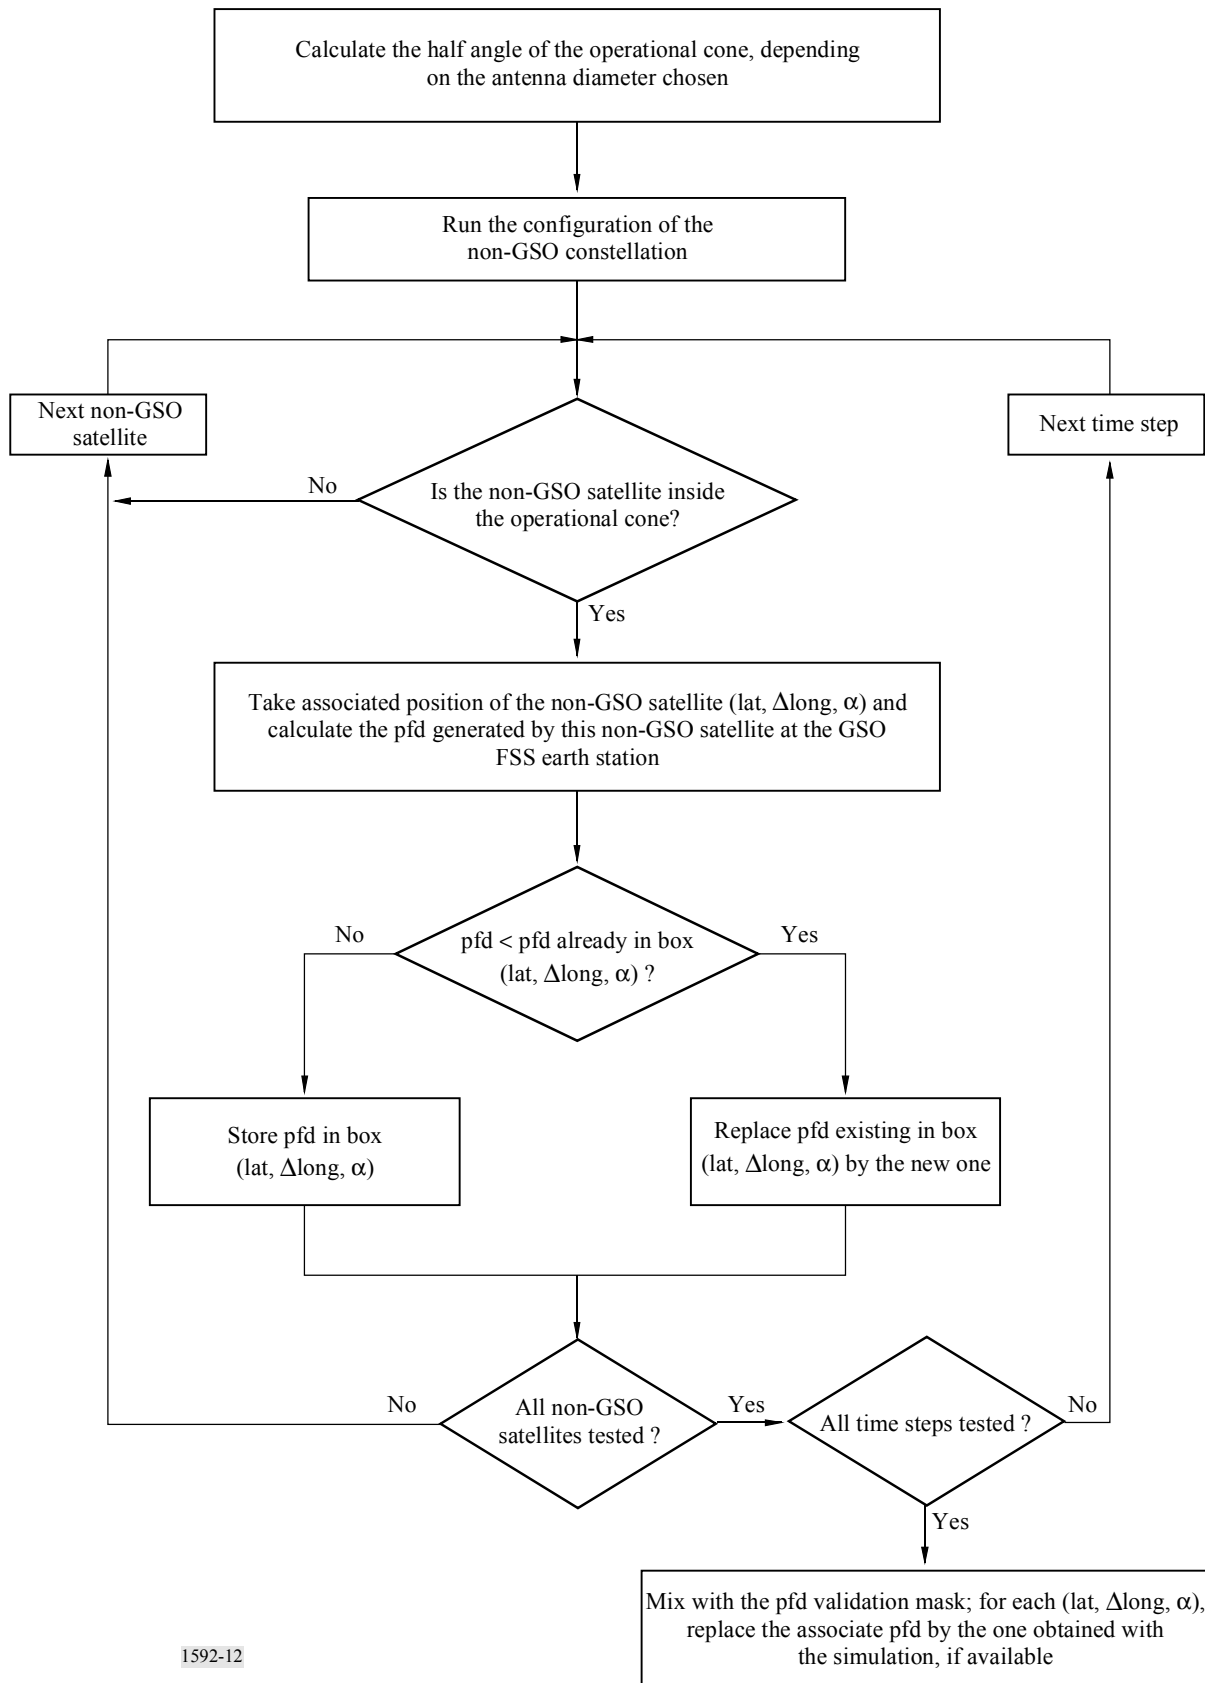 Calculate the half angle of the operational cone, depending
on the antenna diameter chosen
Run the configuration of the
non-GSO constellation
Next non-GSO
satellite
Next time step
No
Is the non-GSO satellite inside
the operational cone?
Yes
Take associated position of the non-GSO satellite (lat, Δlong, α) and
calculate the pfd generated by this non-GSO satellite at the GSO
FSS earth station
No
pfd < pfd already in box
(lat, Δlong, α) ?
Yes
Store pfd in box
(lat, Δlong, α)
Replace pfd existing in box
(lat, Δlong, α) by the new one
No
All non-GSO
satellites tested ?
Yes
All time steps tested ?
No
Yes
Mix with the pfd validation mask; for each (lat, Δlong, α),
replace the associate pfd by the one obtained with
the simulation, if available
1592-12